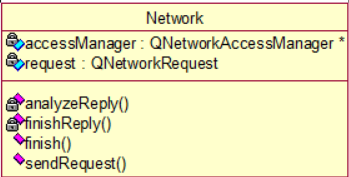 Network
accessManager : QNetworkAccessManager *
request : QNetworkRequest
analyzeReply()
finishReply()
finish()
sendRequest()